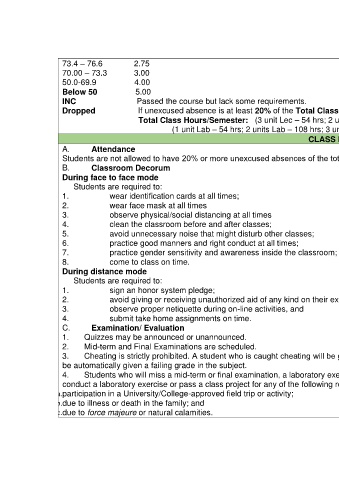 73.4 – 76.6 2.75
70.00 – 73.3 3.00
50.0-69.9 4.00
Below 50 5.00
INC Passed the course but lack some requirements.
Dropped If unexcused absence is at least 20% of the Total Class
Total Class Hours/Semester: (3 unit Lec – 54 hrs; 2 u
(1 unit Lab – 54 hrs; 2 units Lab – 108 hrs; 3 un
CLASS
A. Attendance
Students are not allowed to have 20% or more unexcused absences of the tot
B. Classroom Decorum
During face to face mode
Students are required to:
1. wear identification cards at all times;
2. wear face mask at all times
3. observe physical/social distancing at all times
4. clean the classroom before and after classes;
5. avoid unnecessary noise that might disturb other classes;
6. practice good manners and right conduct at all times;
7. practice gender sensitivity and awareness inside the classroom;
8. come to class on time.
During distance mode
Students are required to:
1. sign an honor system pledge;
2. avoid giving or receiving unauthorized aid of any kind on their ex
3. observe proper netiquette during on-line activities, and
4. submit take home assignments on time.
C. Examination/ Evaluation
1. Quizzes may be announced or unannounced.
2. Mid-term and Final Examinations are scheduled.
3. Cheating is strictly prohibited. A student who is caught cheating will be g
be automatically given a failing grade in the subject.
4. Students who will miss a mid-term or final examination, a laboratory exe
conduct a laboratory exercise or pass a class project for any of the following r
participation in a University/College-approved field trip or activity;
due to illness or death in the family; and
due to force majeure or natural calamities.